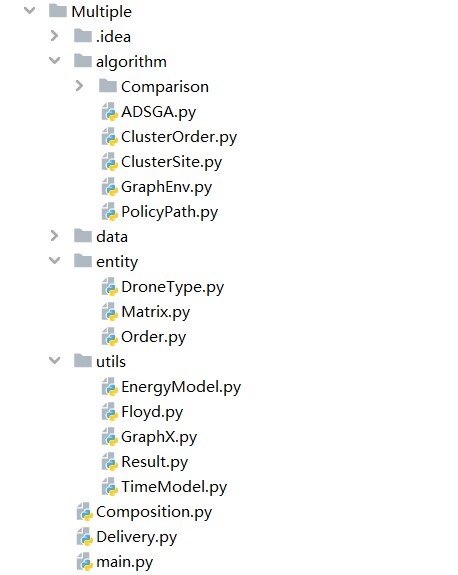 Multiple
.idea
algorithm
Comparison
ADSGA.py
ClusterOrder.py
ClusterSite.py
GraphEnv.py
PolicyPath.py
data
entity
DroneType.py
Matrix.py
Order.py
utils
EnergyModel.py
Floyd.py
GraphX.py
Result.py
TimeModel.py
Composition.py
Delivery.py
main.py